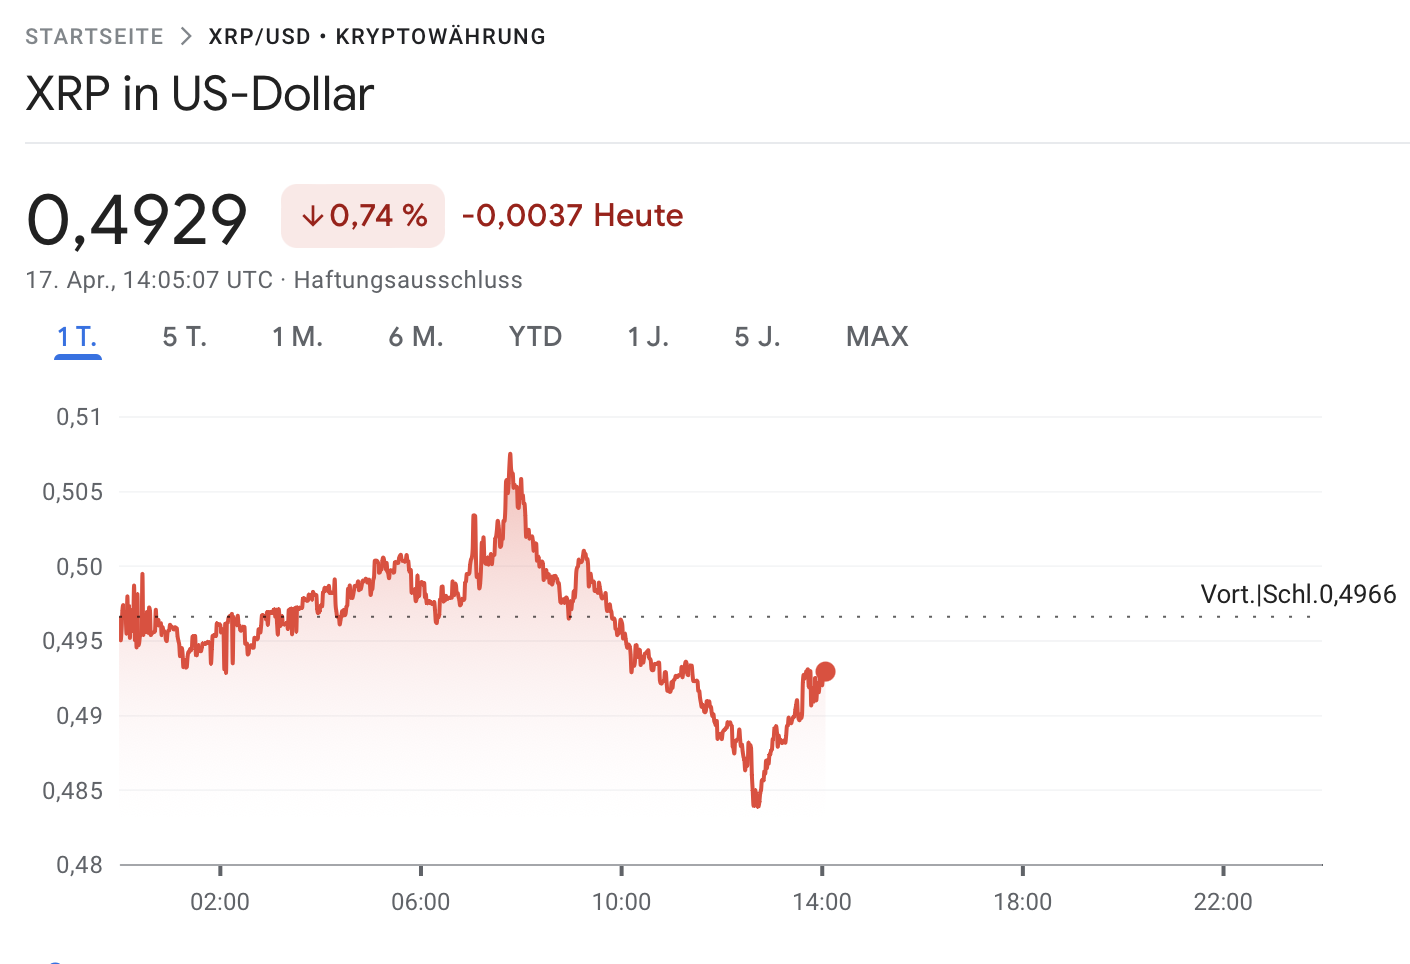 STARTSEITE > XRP/USD • KRYPTOWÄHRUNG
XRP in US-Dollar
0,4929 ↓0,74 % -0,0037 Heute
17. Apr., 14:05:07 UTC · Haftungsausschluss
1 T. 5 T. 1 M. 6 M. YTD 1 J. 5 J. MAX
0,51
0,505
0,50
Vort.|Schl.0,4966
0,495
0,49
0,485
0,48
02:00 06:00 10:00 14:00 18:00 22:00